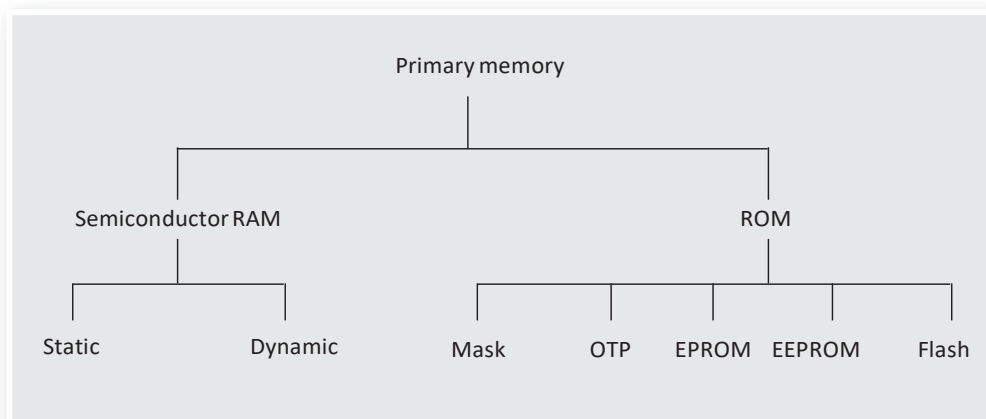 Primary memory
Semiconductor RAM ROM
Static Dynamic Mask OTP EPROM EEPROM Flash